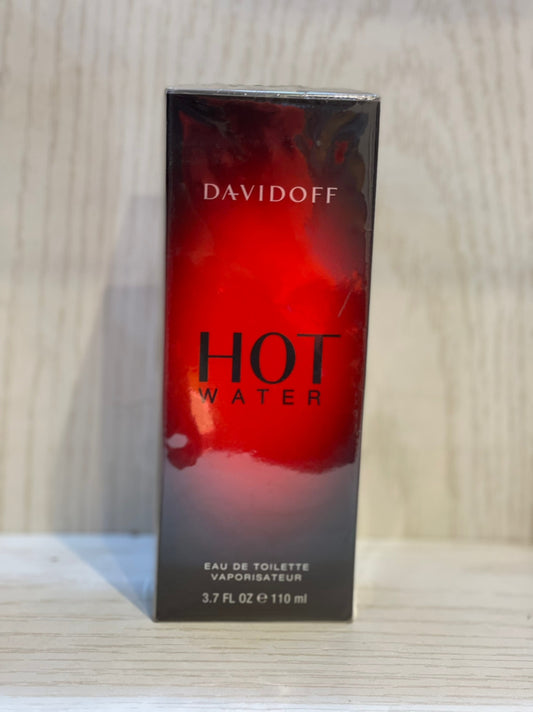 DAVIDOFF
HOT
WATER
EAU DE TOILETTE
VAPORISATEUR
3.7 FL OZ ℮ 110 ml